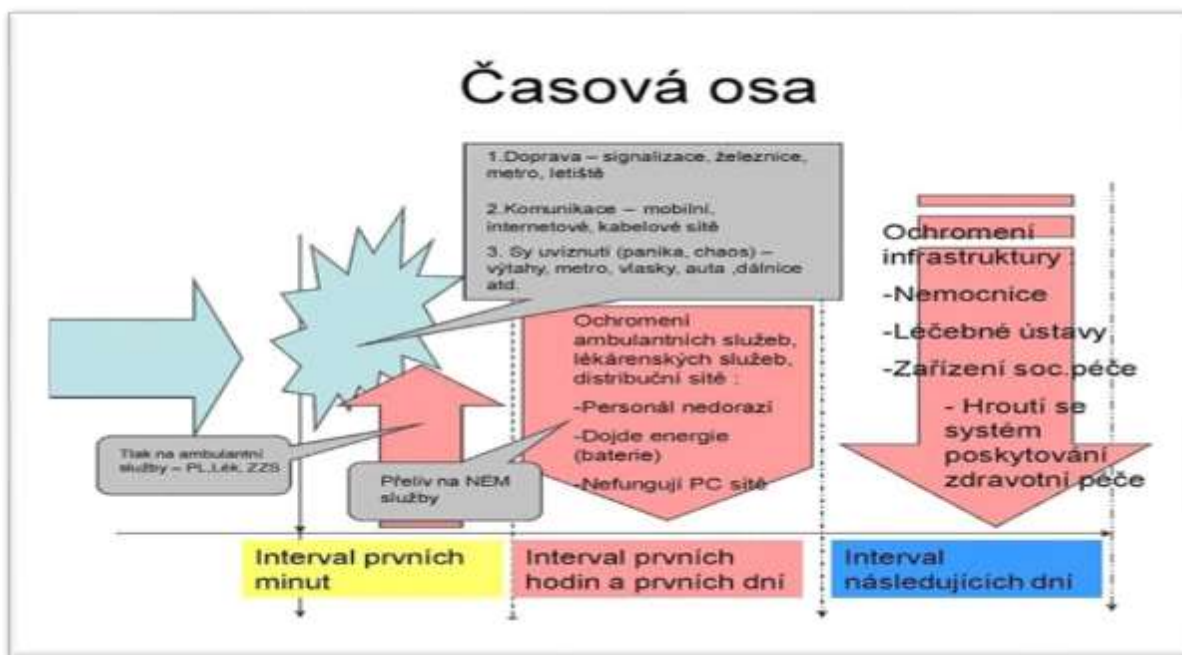 Časová osa
1.Doprava – signalizace, železnice,
metro, letiště
2.Komunikace – mobilní,
internetové, kabelové sítě
3. Sy uvíznutí (panika, chaos) –
výtahy, metro, vlasky, auta ,dálnice
atd.
Ochromení
ambulantních služeb,
lékárenských služeb,
distribuční sítě :
-Personál nedorazí
-Dojde energie
(baterie)
-Nefungují PC sítě
Ochromení
infrastruktury :
-Nemocnice
-Léčebné ústavy
-Zařízení soc.péče
- Hroutí se
systém
poskytování
zdravotní péče
Tlak na ambantní
služby – PL,Lék, ZZS
Přeliv na NEM
služby
Interval prvních
minut
Interval prvních
hodin a prvních dní
Interval
následujících dní